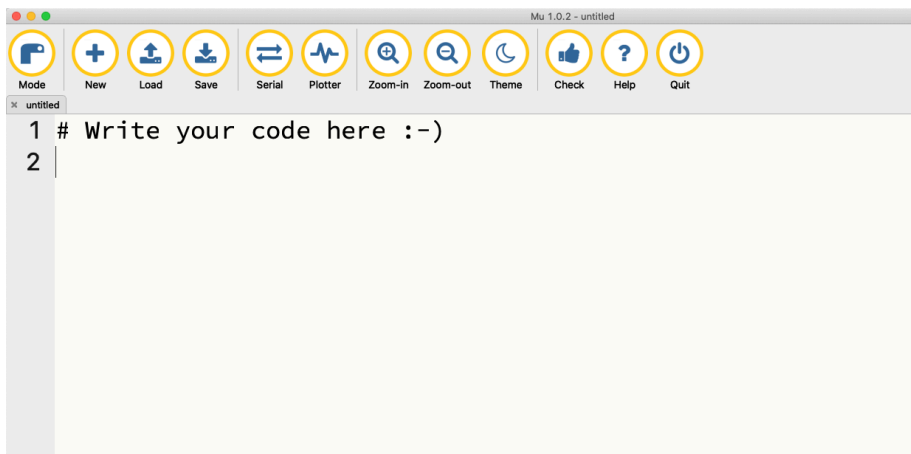 Mu 1.0.2 - untitled
Mode New Load Save Serial Plotter Zoom-in Zoom-out Theme Check Help Quit
untitled
1 # Write your code here :-)
2